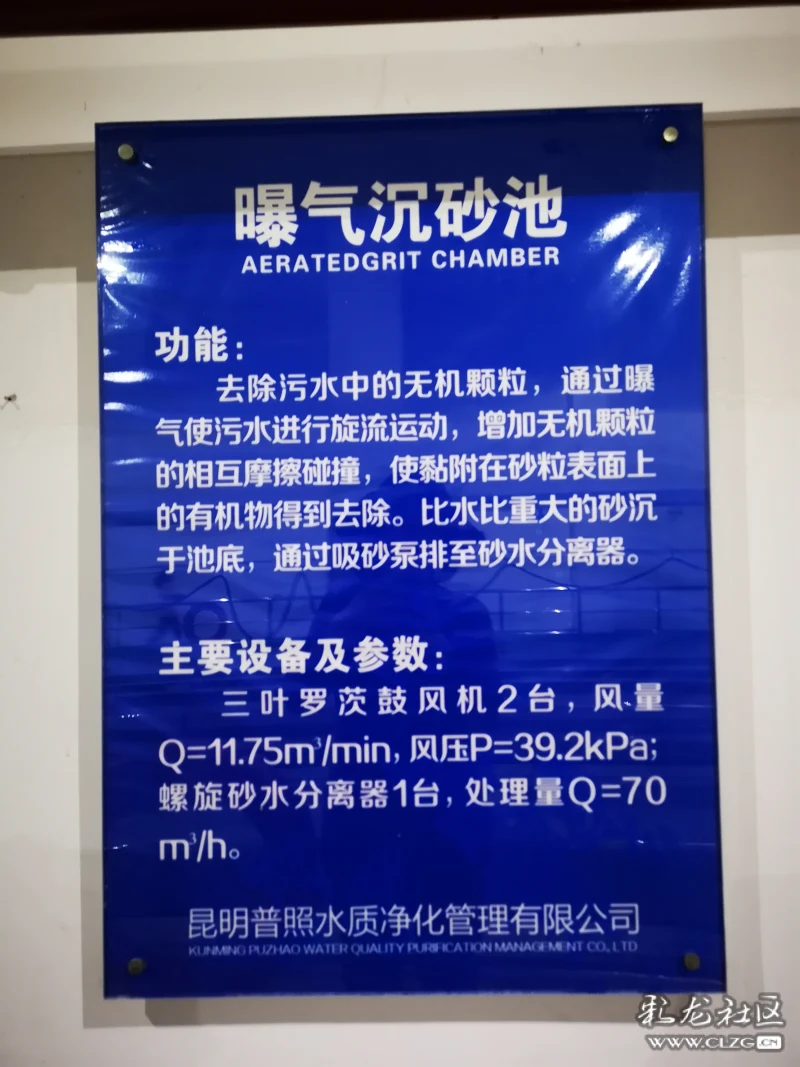 曝气沉砂池
AERATEDGRIT CHAMBER
功能：
去除污水中的无机颗粒，通过曝
气使污水进行旋流运动，增加无机颗粒
的相互摩擦碰撞，使黏附在砂粒表面上
的有机物得到去除。比水比重大的砂沉
于池底，通过吸砂泵排至砂水分离器。
主要设备及参数：
三叶罗茨鼓风机2台，风量
Q=11.75m³/min，风压P=39.2kPa；
螺旋砂水分离器1台，处理量Q=70
m³/h。
昆明普照水质净化管理有限公司
KUNMING PUZHAO WATER QUALITY PURIFICATION MANAGEMENT CO., LTD
彩龙社区
www.CLZG.CN